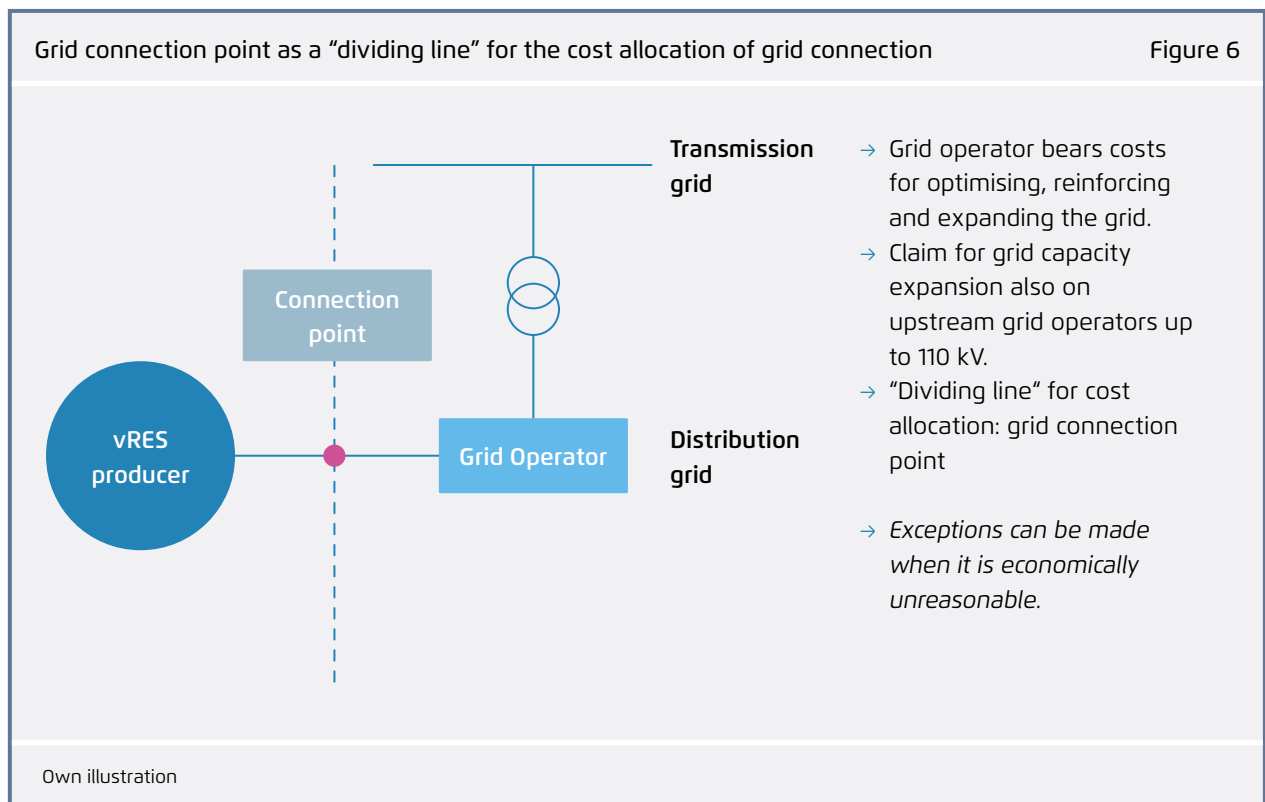 Grid connection point as a “dividing line” for the cost allocation of grid connection
Figure 6
Connection
point
vRES
producer
Grid Operator
Transmission
grid
Distribution
grid
→ Grid operator bears costs
for optimising, reinforcing
and expanding the grid.
→ Claim for grid capacity
expansion also on
upstream grid operators up
to 110 kV.
→ “Dividing line“ for cost
allocation: grid connection
point
→ Exceptions can be made
when it is economically
unreasonable.
Own illustration